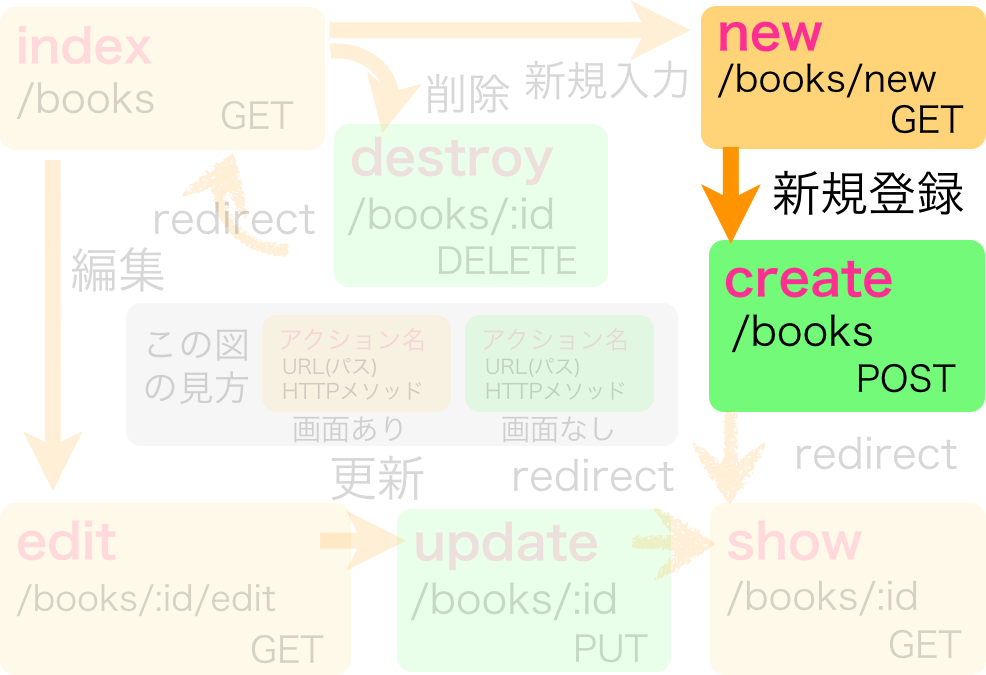 index
/books
GET
削除
新規入力
new
/books/new
GET
destroy
/books/:id
DELETE
redirect
新規登録
編集
create
/books
POST
この図
の見方
アクション名
URL(パス)
HTTPメソッド
画面あり
アクション名
URL(パス)
HTTPメソッド
画面なし
更新
redirect
redirect
edit
/books/:id/edit
GET
update
/books/:id
PUT
show
/books/:id
GET